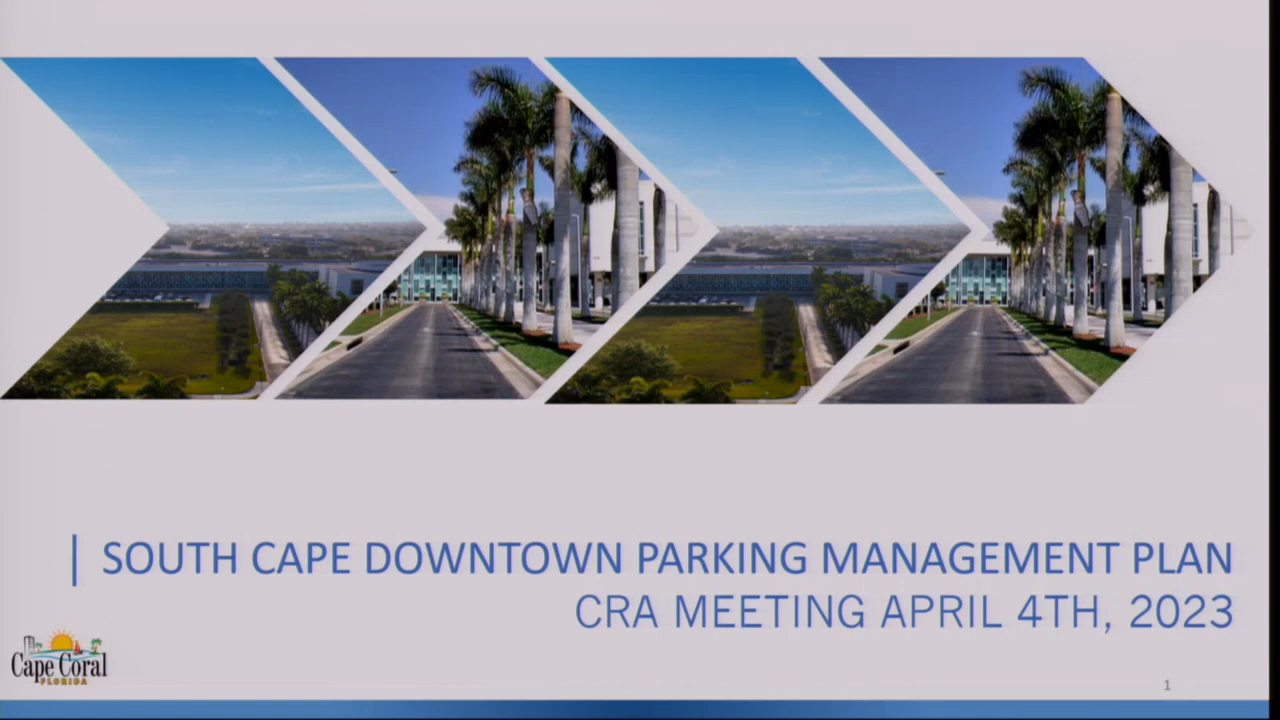 SOUTH CAPE DOWNTOWN PARKING MANAGEMENT PLAN
CRA MEETING APRIL 4TH, 2023
Cape Coral
FLORIDA
1